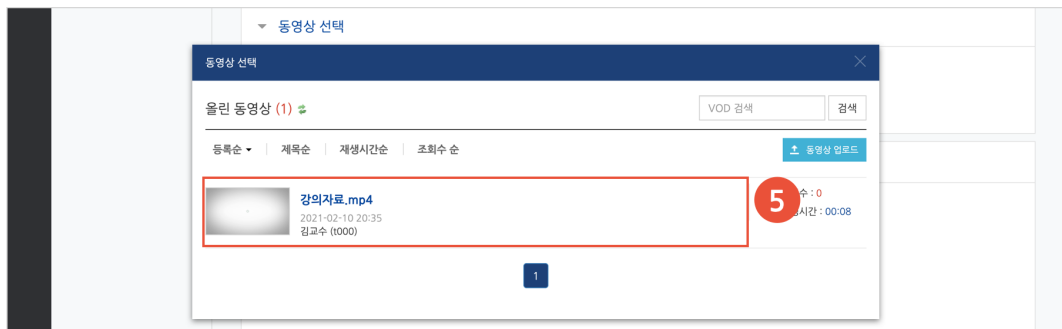 동영상 선택
동영상 선택
올린 동영상 (1)
VOD 검색
검색
등록순
제목순
재생시간순
조회수 순
동영상 업로드
강의자료.mp4
2021-02-10 20:35
김교수 (t000)
5
수 : 0
시간 : 00:08
1